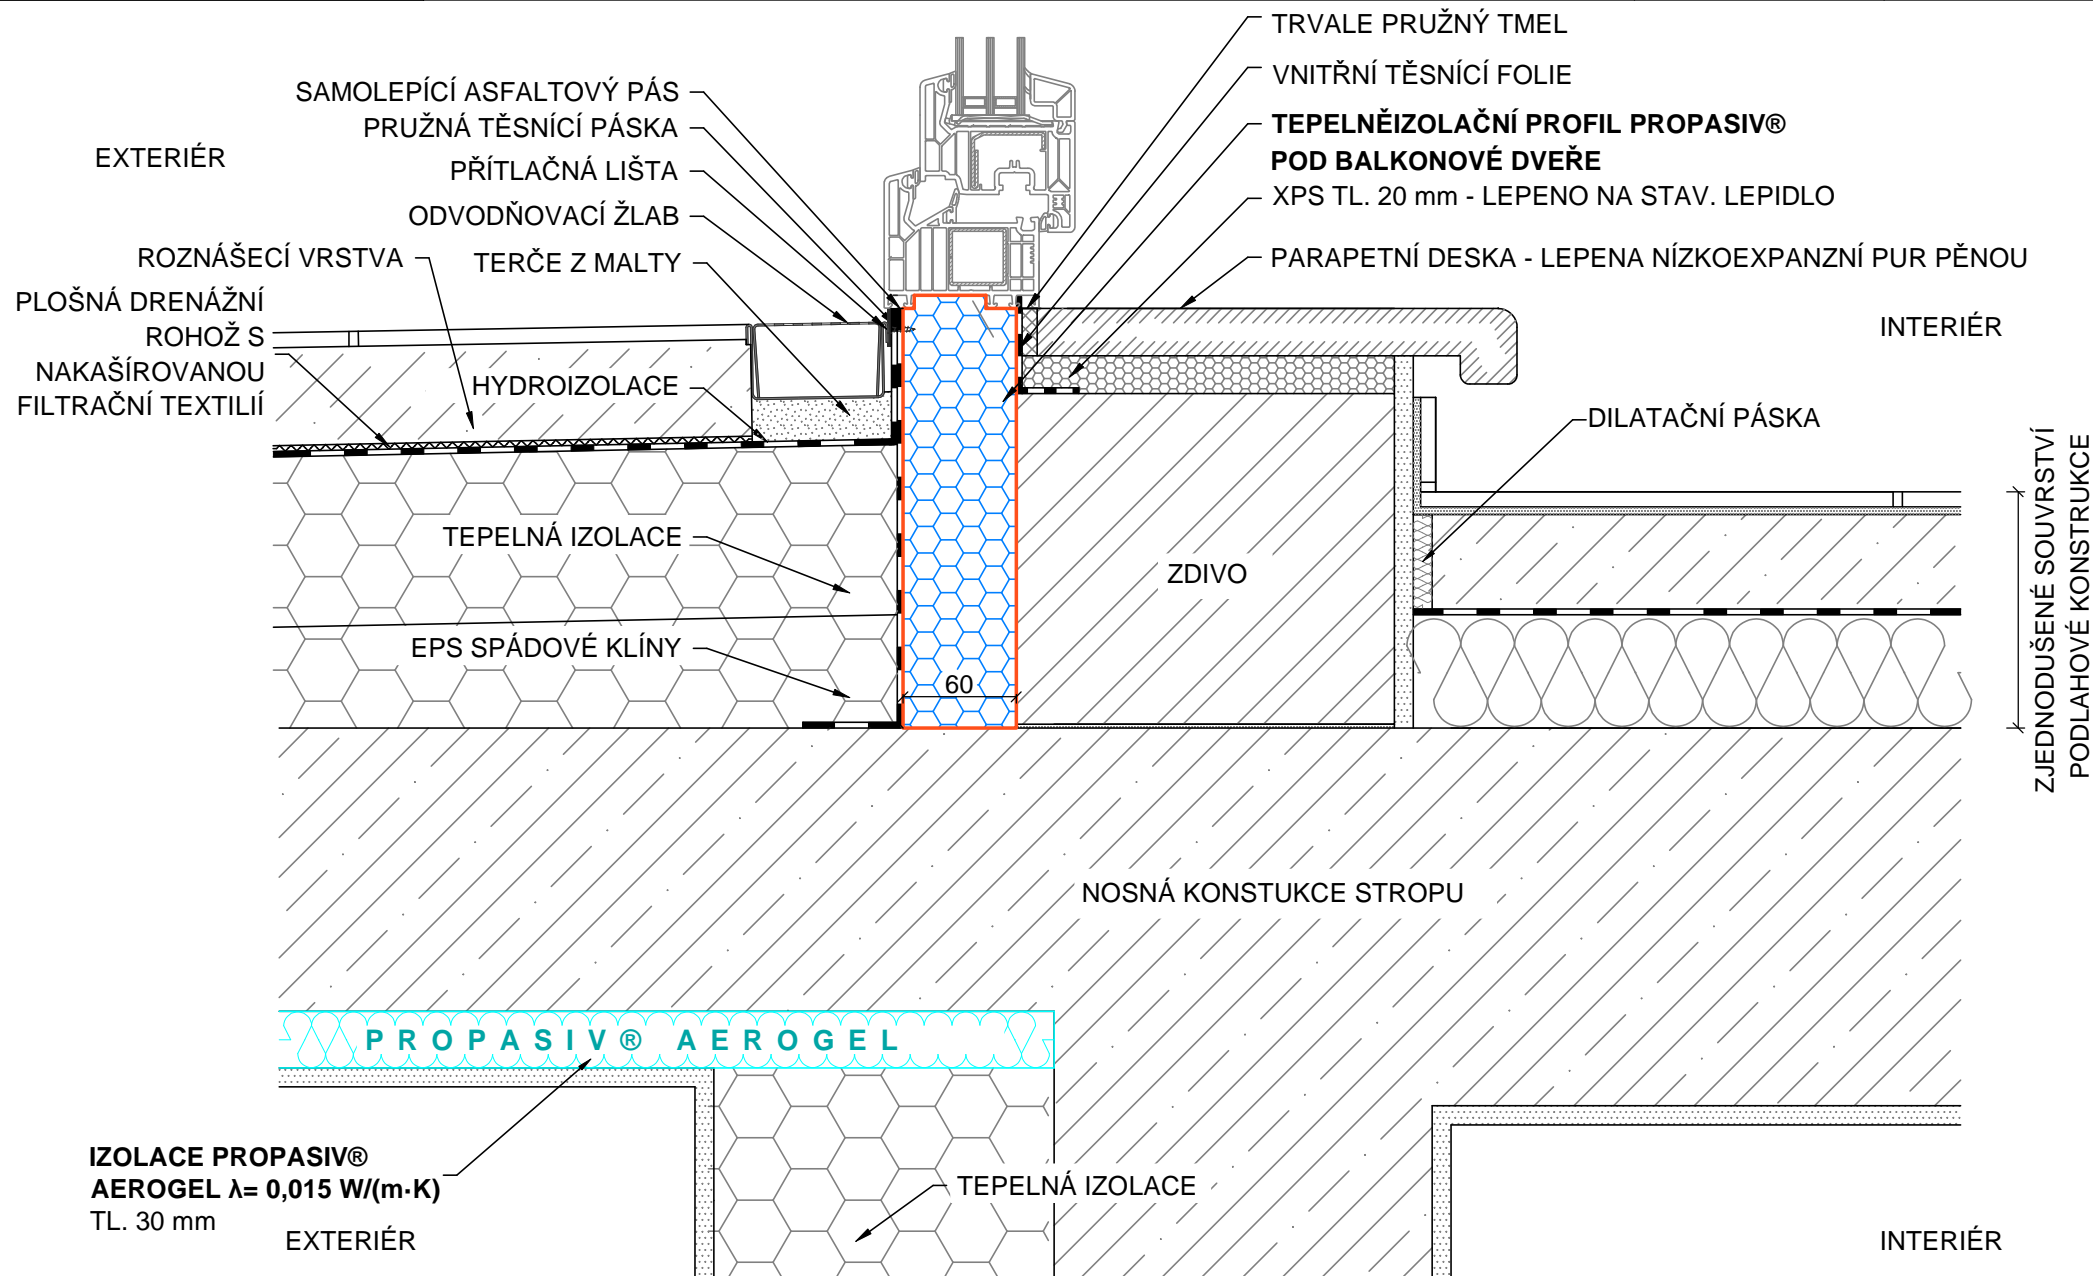 TRVALE PRUŽNÝ TMEL
VNITŘNÍ TĚSNÍCÍ FOLIE
TEPELNĚIZOLAČNÍ PROFIL PROPASIV®
POD BALKONOVÉ DVEŘE
XPS TL. 20 mm - LEPENO NA STAV. LEPIDLO
PARAPETNÍ DESKA - LEPENA NÍZKOEXPANZNÍ PUR PĚNOU
SAMOLEPÍCÍ ASFALTOVÝ PÁS
PRUŽNÁ TĚSNÍCÍ PÁSKA
PŘÍTLAČNÁ LIŠTA
ODVODŇOVACÍ ŽLAB
TERČE Z MALTY
EXTERIÉR
ROZNÁŠECÍ VRSTVA
PLOŠNÁ DRENÁŽNÍ
ROHOŽ S
NAKAŠÍROVANOU
FILTRAČNÍ TEXTILIÍ
HYDROIZOLACE
INTERIÉR
DILATAČNÍ PÁSKA
TEPELNÁ IZOLACE
ZDIVO
EPS SPÁDOVÉ KLÍNY
60
ZJEDNODUŠENÉ SOUVRSTVÍ
PODLAHOVÉ KONSTRUKCE
NOSNÁ KONSTUKCE STROPU
PROPASIV® AEROGEL
IZOLACE PROPASIV®
AEROGEL λ= 0,015 W/(m·K)
TL. 30 mm
TEPELNÁ IZOLACE
EXTERIÉR
INTERIÉR